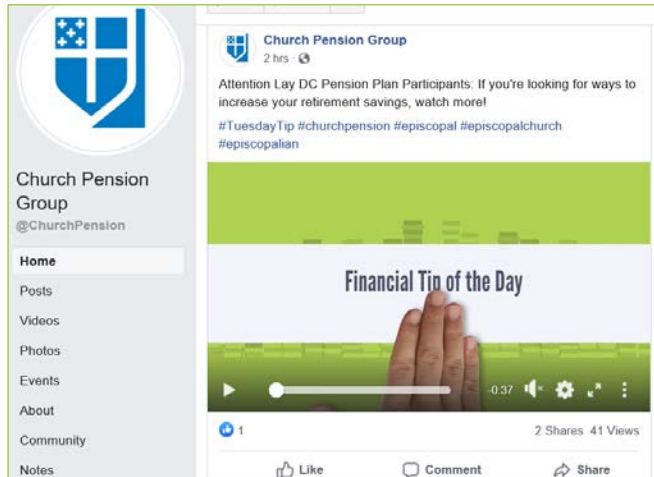 Church Pension
Group
@ChurchPension
Home
Posts
Videos
Photos
Events
About
Community
Notes
Church Pension Group
2 hrs ·
Attention Lay DC Pension Plan Participants: If you're looking for ways to
increase your retirement savings, watch more!
#TuesdayTip #churchpension #episcopal #episcopalchurch
#episcopalian
Financial Tip of the Day
-0:37
1
2 Shares 41 Views
Like Comment Share